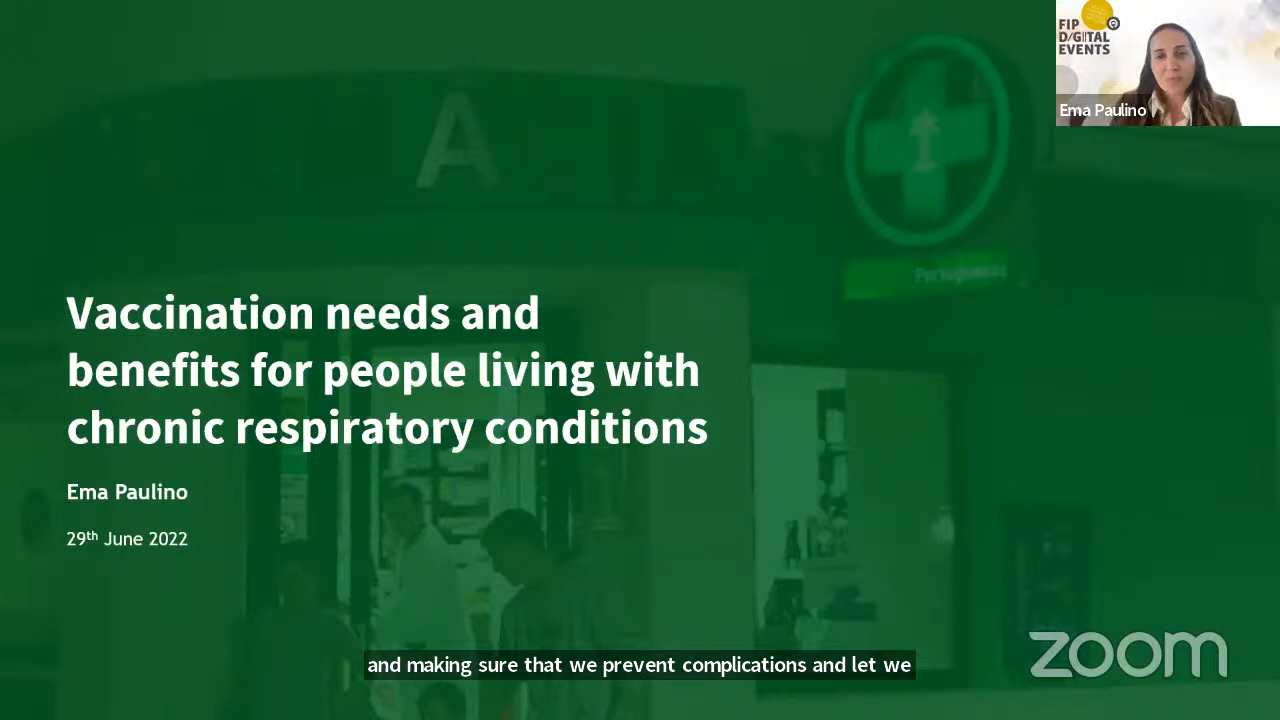 FIP
DIGITAL
EVENTS
Ema Paulino
A
Vaccination needs and
benefits for people living with
chronic respiratory conditions
Ema Paulino
29th June 2022
and making sure that we prevent complications and let we
zoom